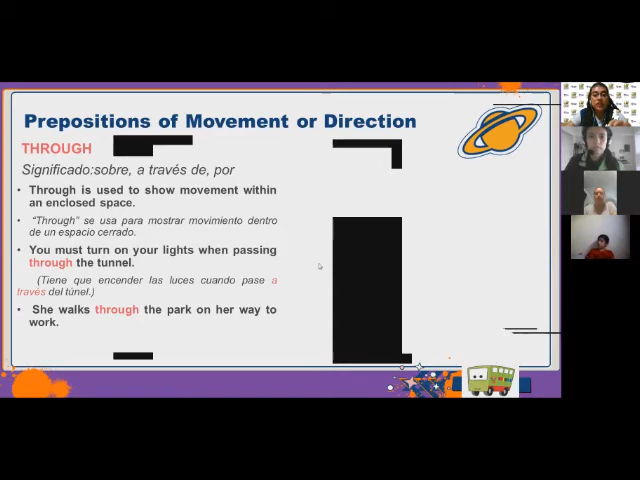 Prepositions of Movement or Direction
THROUGH
Significado:sobre, a través de, por
• Through is used to show movement within
an enclosed space.
• “Through” se usa para mostrar movimiento dentro
de un espacio cerrado.
• You must turn on your lights when passing
through the tunnel.
(Tiene que encender las luces cuando pase a
través del túnel.)
• She walks through the park on her way to
work.